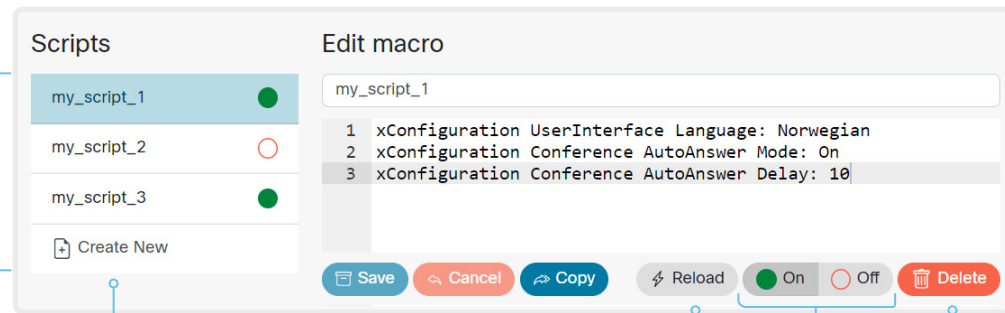 Scripts
my_script_1
my_script_2
my_script_3
Create New
Edit macro
my_script_1
1 xConfiguration UserInterface Language: Norwegian
2 xConfiguration Conference AutoAnswer Mode: On
3 xConfiguration Conference AutoAnswer Delay: 10
Save Cancel Copy Reload On Off Delete